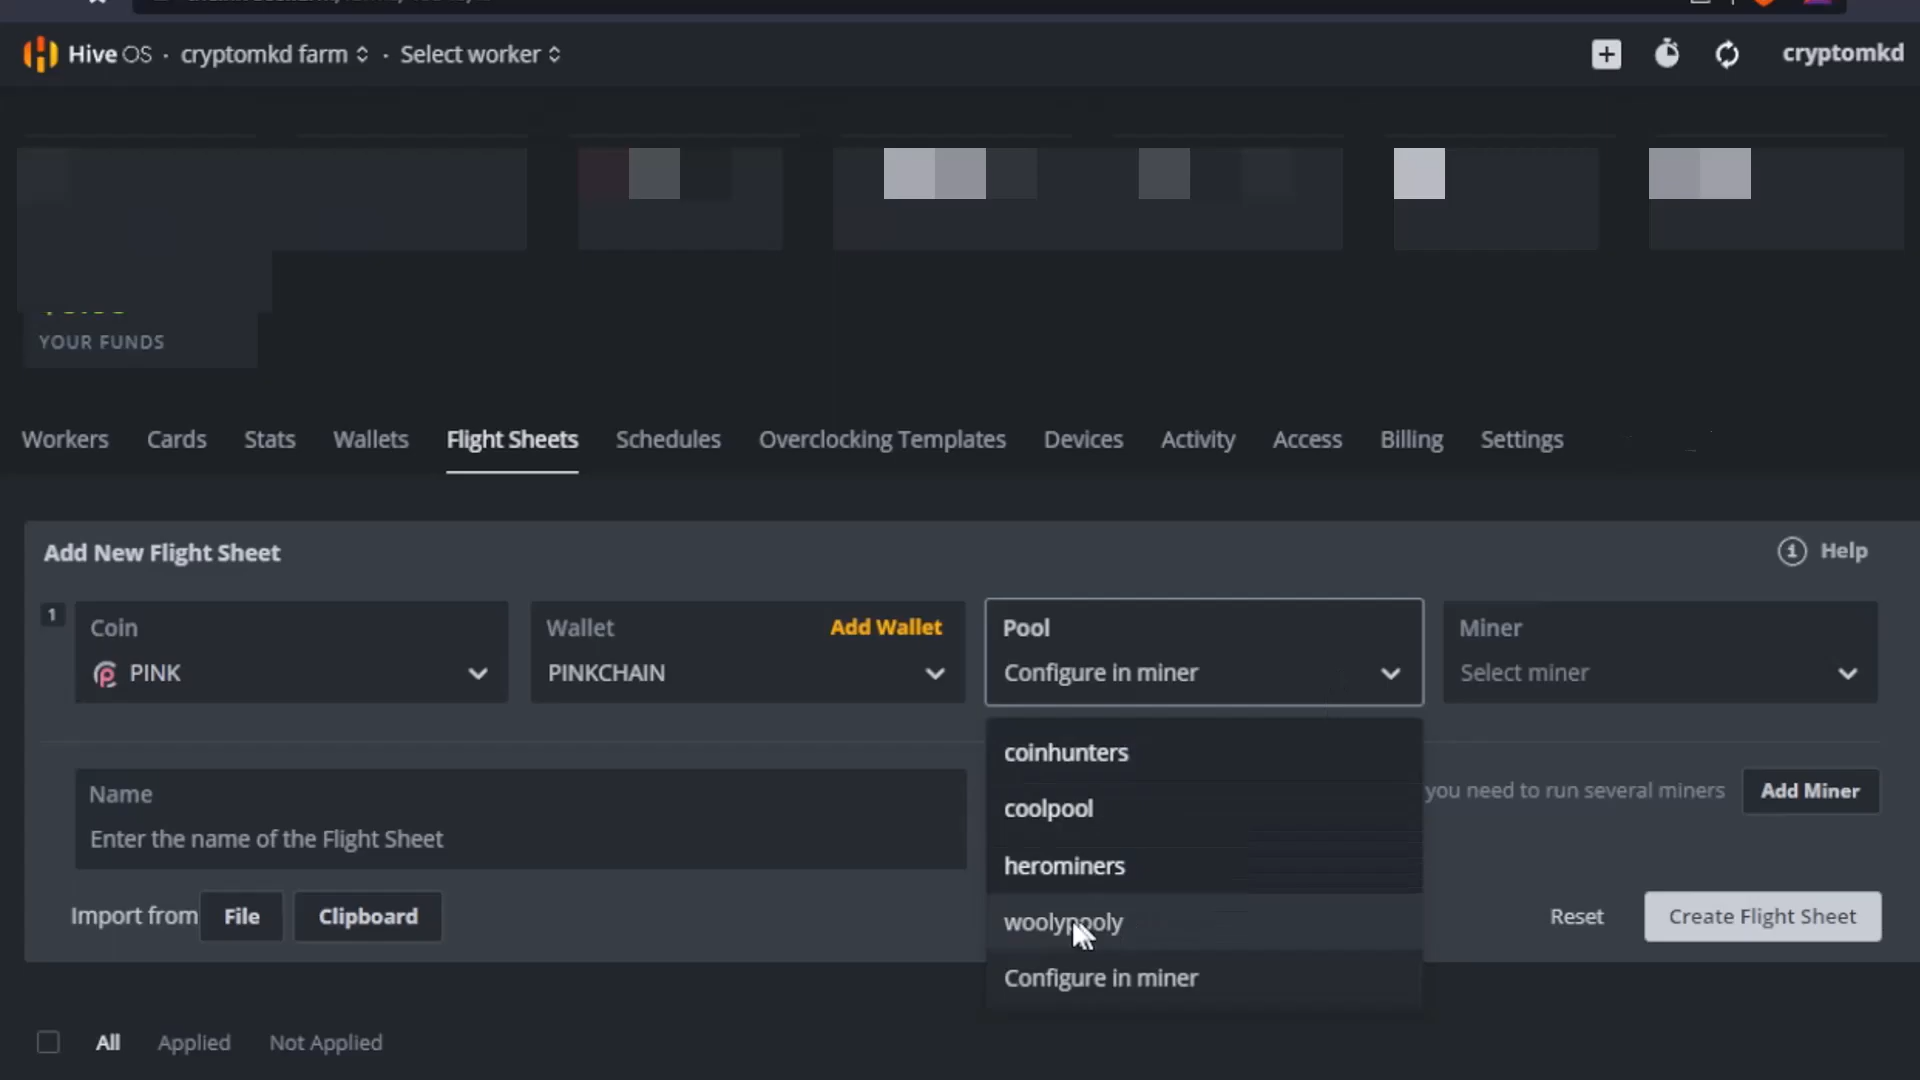 Hive OS · cryptomkd farm · Select worker
cryptomkd
YOUR FUNDS
Workers Cards Stats Wallets Flight Sheets Schedules Overclocking Templates Devices Activity Access Billing Settings
Add New Flight Sheet
Help
1
Coin
PINK
Wallet
Add Wallet
PINKCHAIN
Pool
Configure in miner
Miner
Select miner
coinhunters
coolpool
herominers
woolypooly
Configure in miner
Name
Enter the name of the Flight Sheet
you need to run several miners
Add Miner
Import from File Clipboard
Reset
Create Flight Sheet
All Applied Not Applied